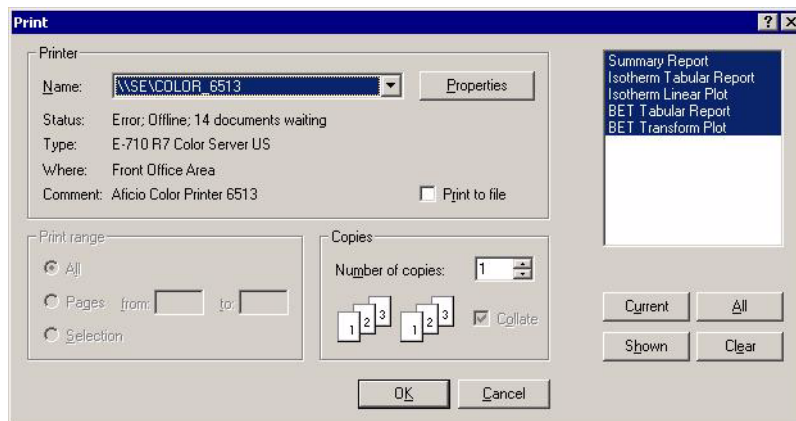 Print
Printer
Name:
\\SE\COLOR_6513
Properties
Status:
Error; Offline; 14 documents waiting
Type:
E-710 R7 Color Server US
Where:
Front Office Area
Comment:
Aficio Color Printer 6513
Print to file
Print range
All
Pages
from:
to:
Selection
Copies
Number of copies:
1
1 2 3
1 2 3
Collate
OK
Cancel
Summary Report
Isotherm Tabular Report
Isotherm Linear Plot
BET Tabular Report
BET Transform Plot
Current
All
Shown
Clear